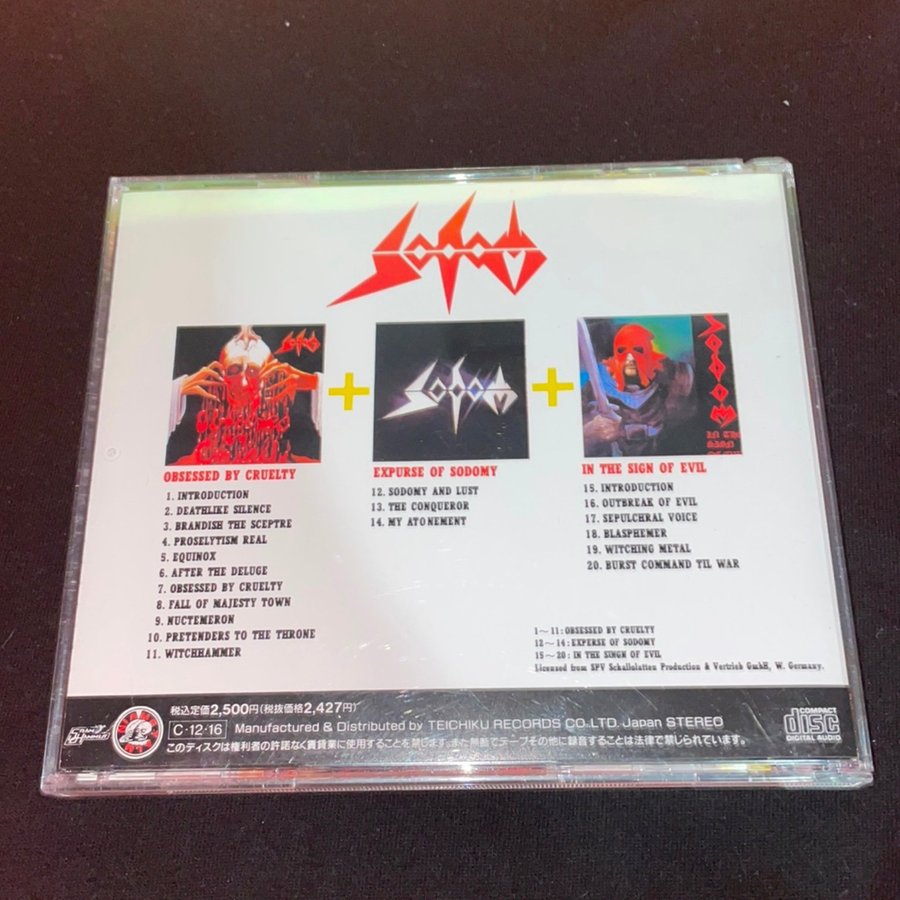 SODOM
SODOM
SODOM
SODOM
IN THE
SIGN
OF EVIL
+
+
OBSESSED BY CRUELTY
1. INTRODUCTION
2. DEATHLIKE SILENCE
3. BRANDISH THE SCEPTRE
4. PROSELYTISM REAL
5. EQUINOX
6. AFTER THE DELUGE
7. OBSESSED BY CRUELTY
8. FALL OF MAJESTY TOWN
9. NUCTEMERON
10. PRETENDERS TO THE THRONE
11. WITCHHAMMER
EXPURSE OF SODOMY
12. SODOMY AND LUST
13. THE CONQUEROR
14. MY ATONEMENT
IN THE SIGN OF EVIL
15. INTRODUCTION
16. OUTBREAK OF EVIL
17. SEPULCHRAL VOICE
18. BLASPHEMER
19. WITCHING METAL
20. BURST COMMAND TIL WAR
1～11: OBSESSED BY CRUELTY
12～14: EXPERSE OF SODOMY
15～20: IN THE SINGN OF EVIL
Licensed from SPV Schallolatten Production & Vertrieb GmbH, W. Germany.
税込定価2,500円(税抜価格2,427円)
C·12·16 Manufactured & Distributed by TEICHIKU RECORDS CO.LTD. Japan STEREO
このディスクは権利者の許諾なく賃貸業に使用することを禁じます。また無断でテープその他に録音することは法律で禁じられています。
COMPACT
disc
DIGITAL AUDIO